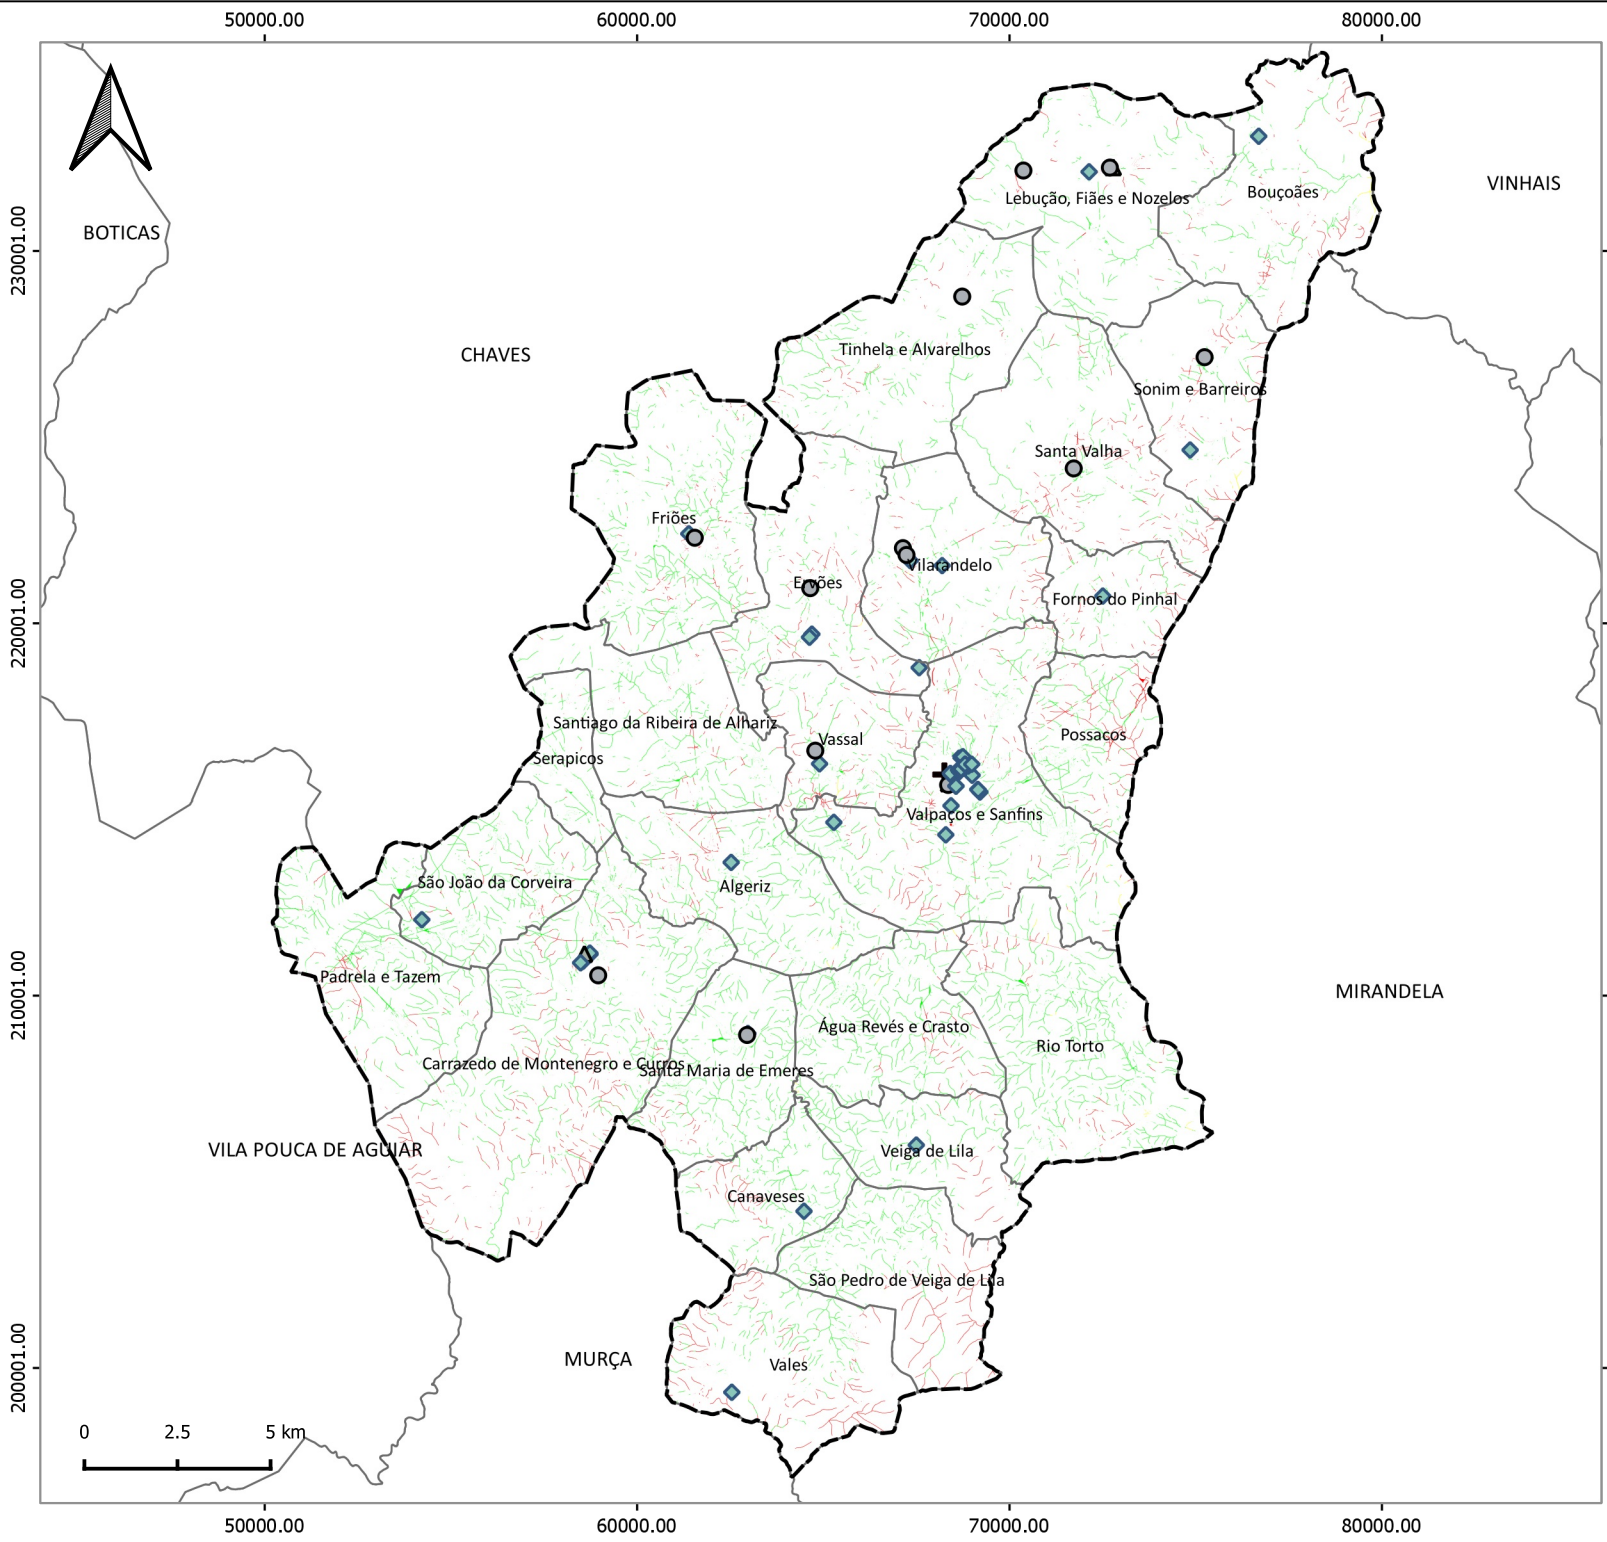 50000.00 60000.00 70000.00 80000.00
VINHAIS
Bouçoães
Lebução, Fiães e Nozelos
BOTICAS
230001.00
Tinhela e Alvarelhos
CHAVES
Sonim e Barreiros
Santa Valha
Friões
Vilarandelo
Ervões
Fornos do Pinhal
220001.00
Santiago da Ribeira de Alhariz
Possacos
Vassal
Serapicos
Valpaços e Sanfins
São João da Corveira
Algeriz
Padrela e Tazem
210001.00
MIRANDELA
Água Revés e Crasto
Rio Torto
Carrazedo de Montenegro e Curros
Santa Maria de Emeres
VILA POUCA DE AGUIAR
Veiga de Lila
Canaveses
São Pedro de Veiga de Lila
MURÇA
Vales
200001.00
0 2.5 5 km
50000.00 60000.00 70000.00 80000.00